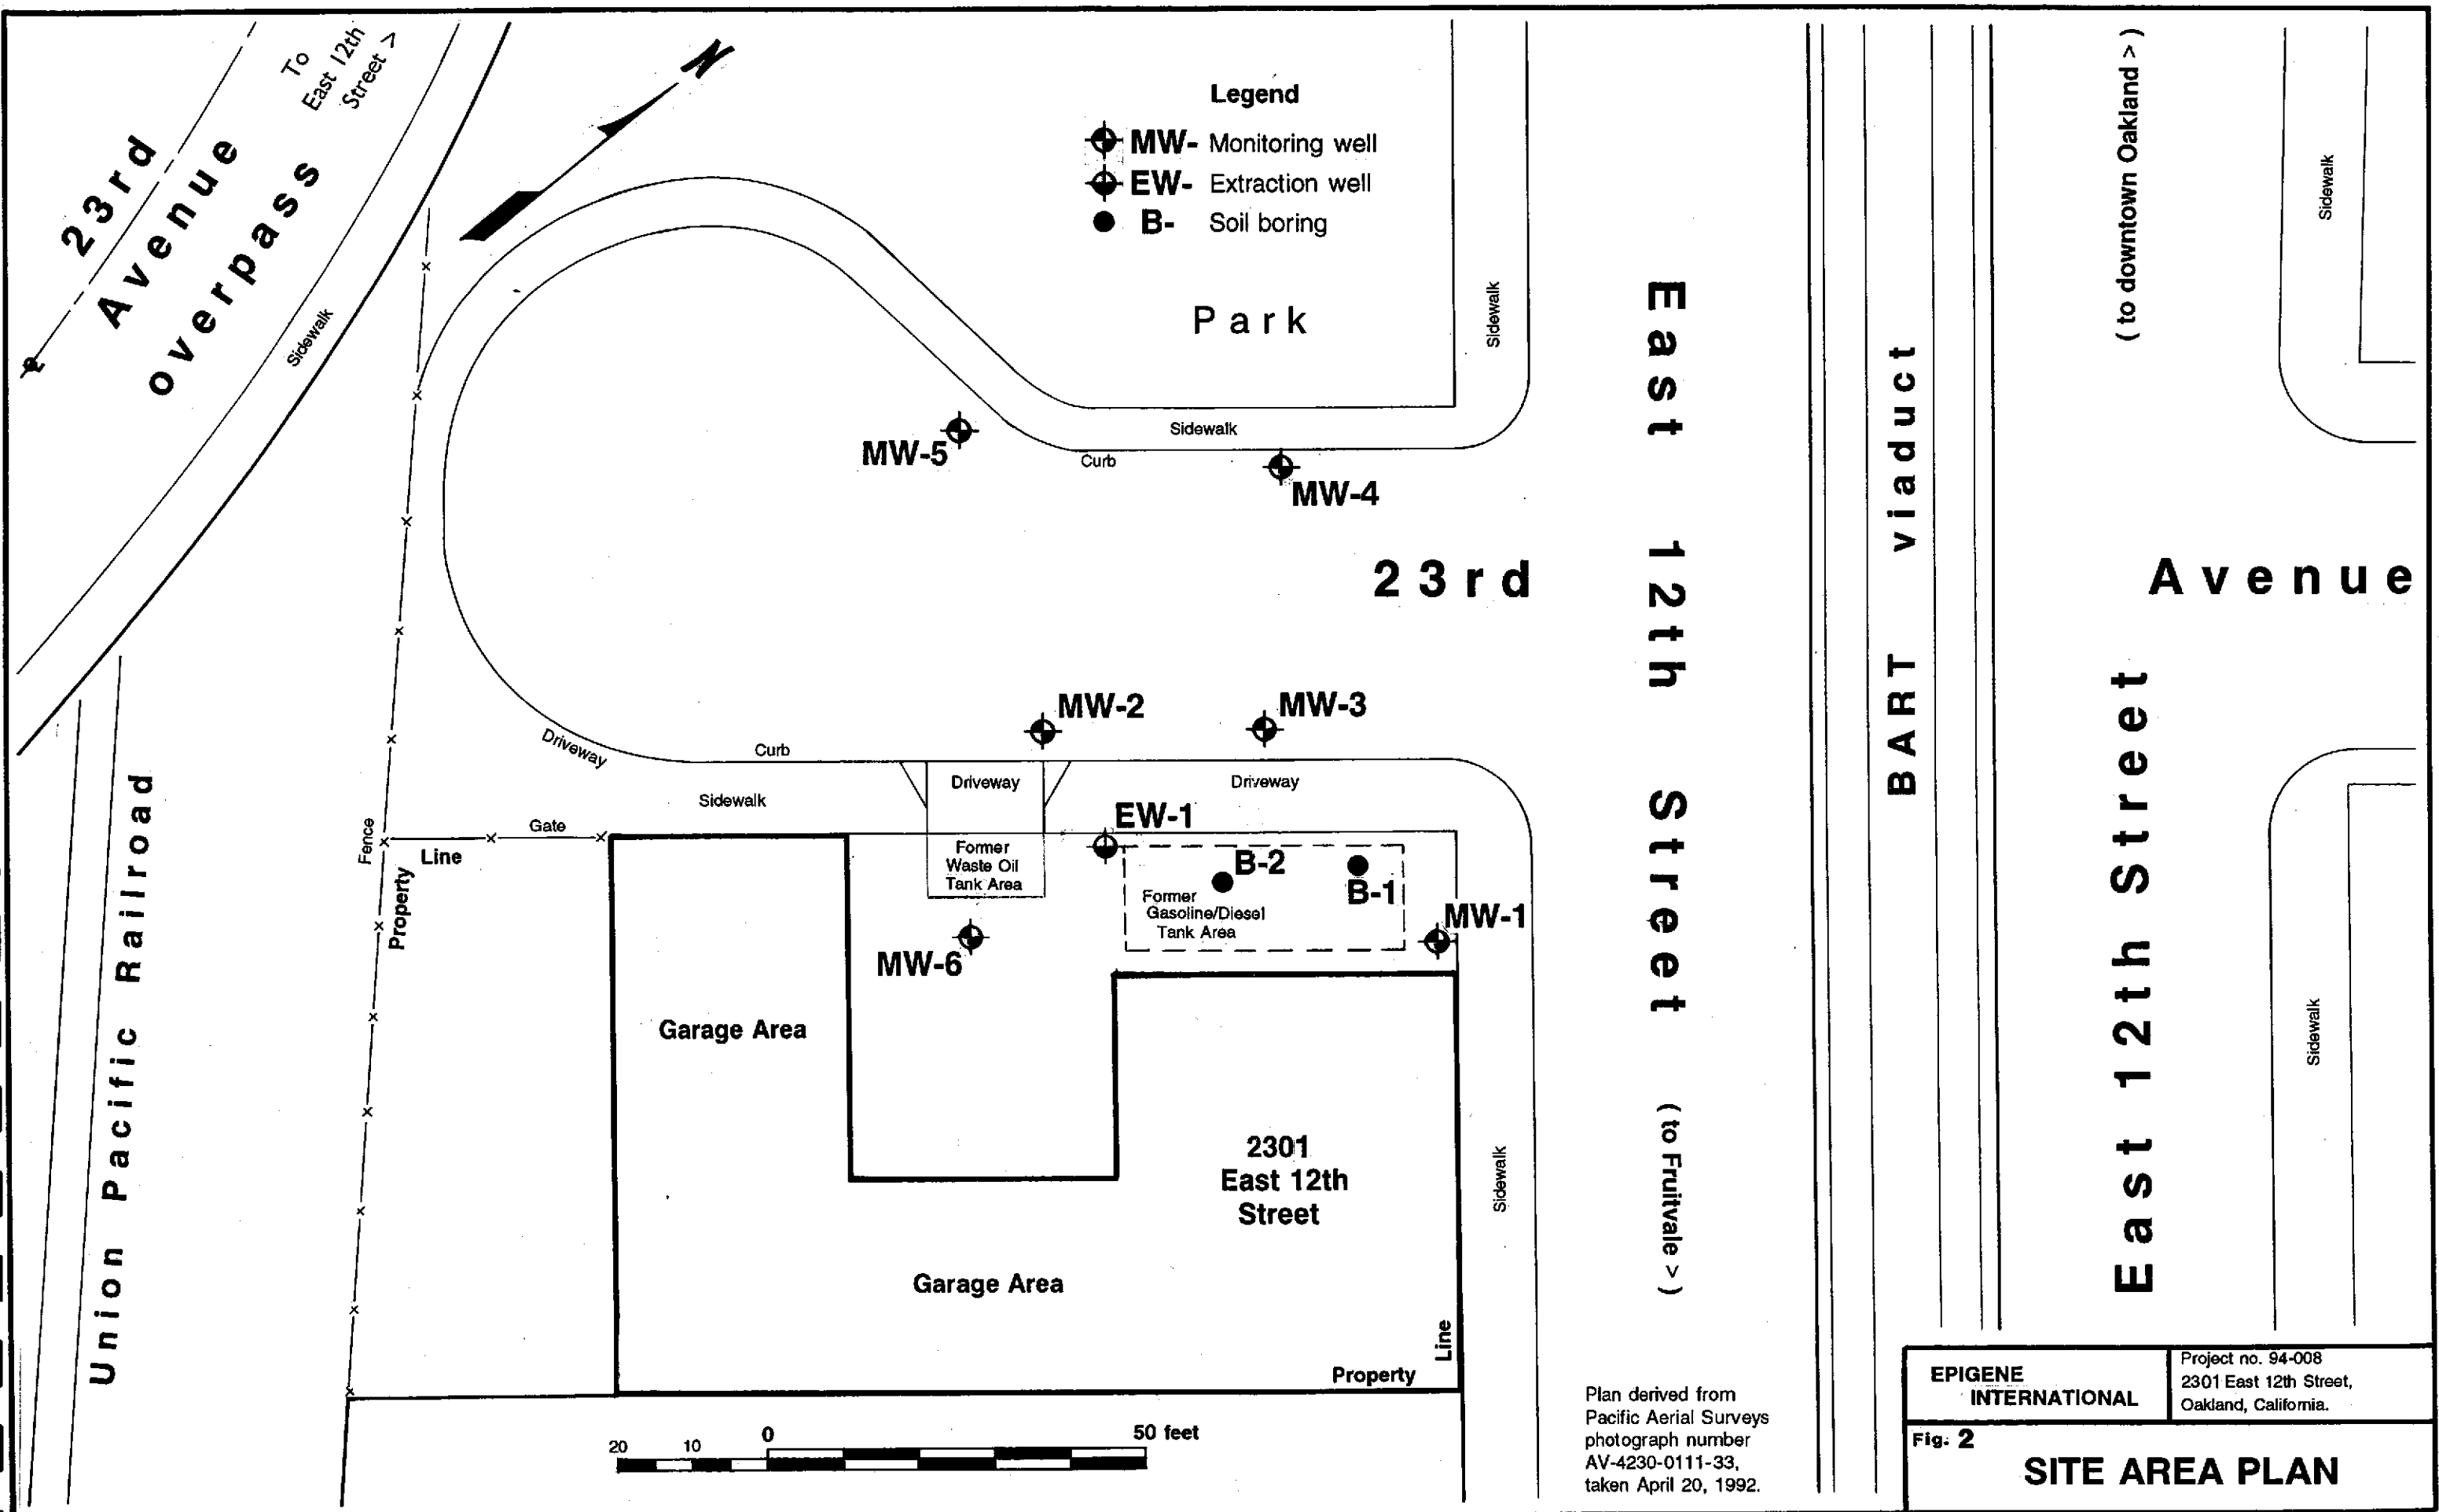 23rd
Avenue
overpass
To
East 12th
Street >
Sidewalk
N
Legend
MW- Monitoring well
EW- Extraction well
B- Soil boring
Park
Sidewalk
Sidewalk
Curb
MW-5
MW-4
23rd
Avenue
East 12th Street
(to Fruitvale >)
BART viaduct
(to downtown Oakland >)
East 12th Street
Sidewalk
Sidewalk
MW-2
MW-3
Driveway
Curb
Sidewalk
Driveway
Driveway
Gate
Fence
Line
Property
EW-1
Former
Waste Oil
Tank Area
B-2
B-1
Former
Gasoline/Diesel
Tank Area
MW-1
MW-6
Union Pacific Railroad
Garage Area
2301
East 12th
Street
Garage Area
Sidewalk
Property
Line
20 10 0 50 feet
Plan derived from
Pacific Aerial Surveys
photograph number
AV-4230-0111-33,
taken April 20, 1992.
EPIGENE
INTERNATIONAL
Project no. 94-008
2301 East 12th Street,
Oakland, California.
Fig. 2
SITE AREA PLAN